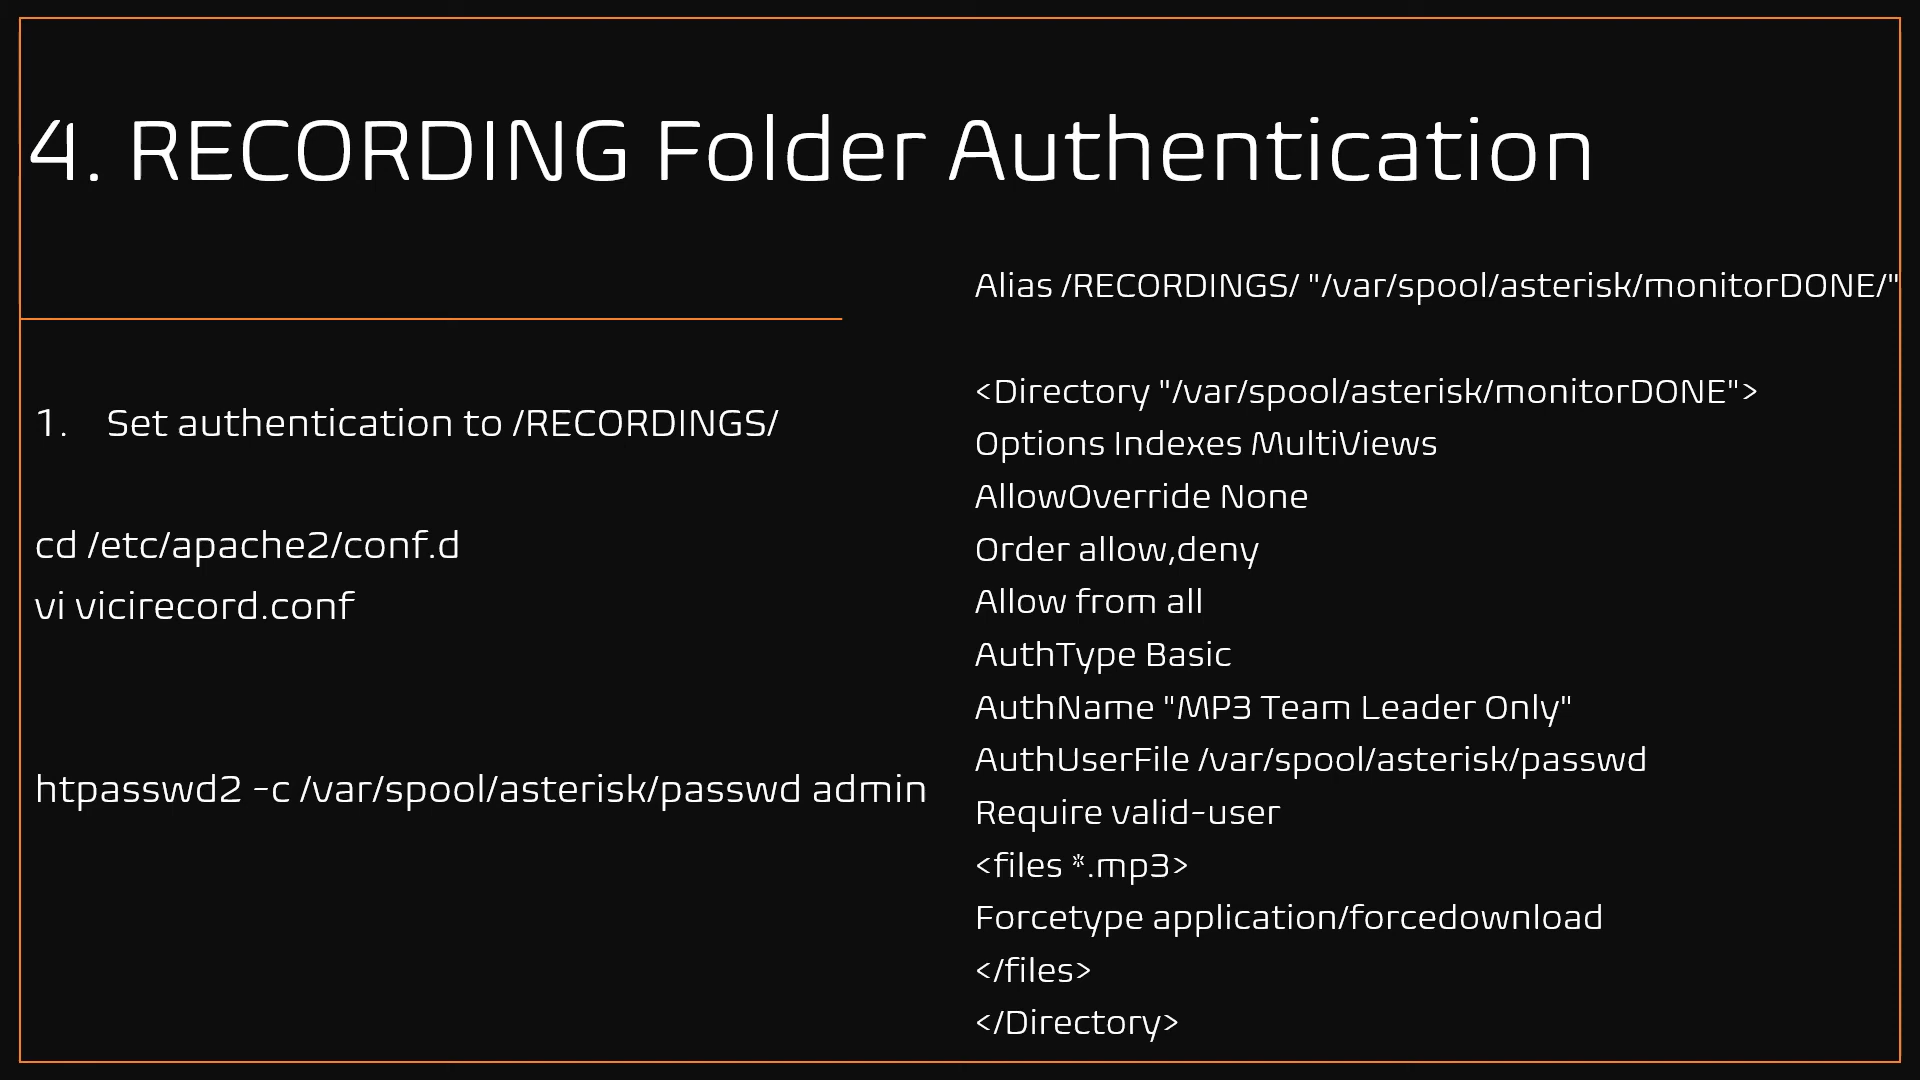 4. RECORDING Folder Authentication
1. Set authentication to /RECORDINGS/
cd /etc/apache2/conf.d
vi vicirecord.conf
htpasswd2 -c /var/spool/asterisk/passwd admin
Alias /RECORDINGS/ "/var/spool/asterisk/monitorDONE/"
<Directory "/var/spool/asterisk/monitorDONE">
Options Indexes MultiViews
AllowOverride None
Order allow,deny
Allow from all
AuthType Basic
AuthName "MP3 Team Leader Only"
AuthUserFile /var/spool/asterisk/passwd
Require valid-user
<files *.mp3>
Forcetype application/forcedownload
</files>
</Directory>